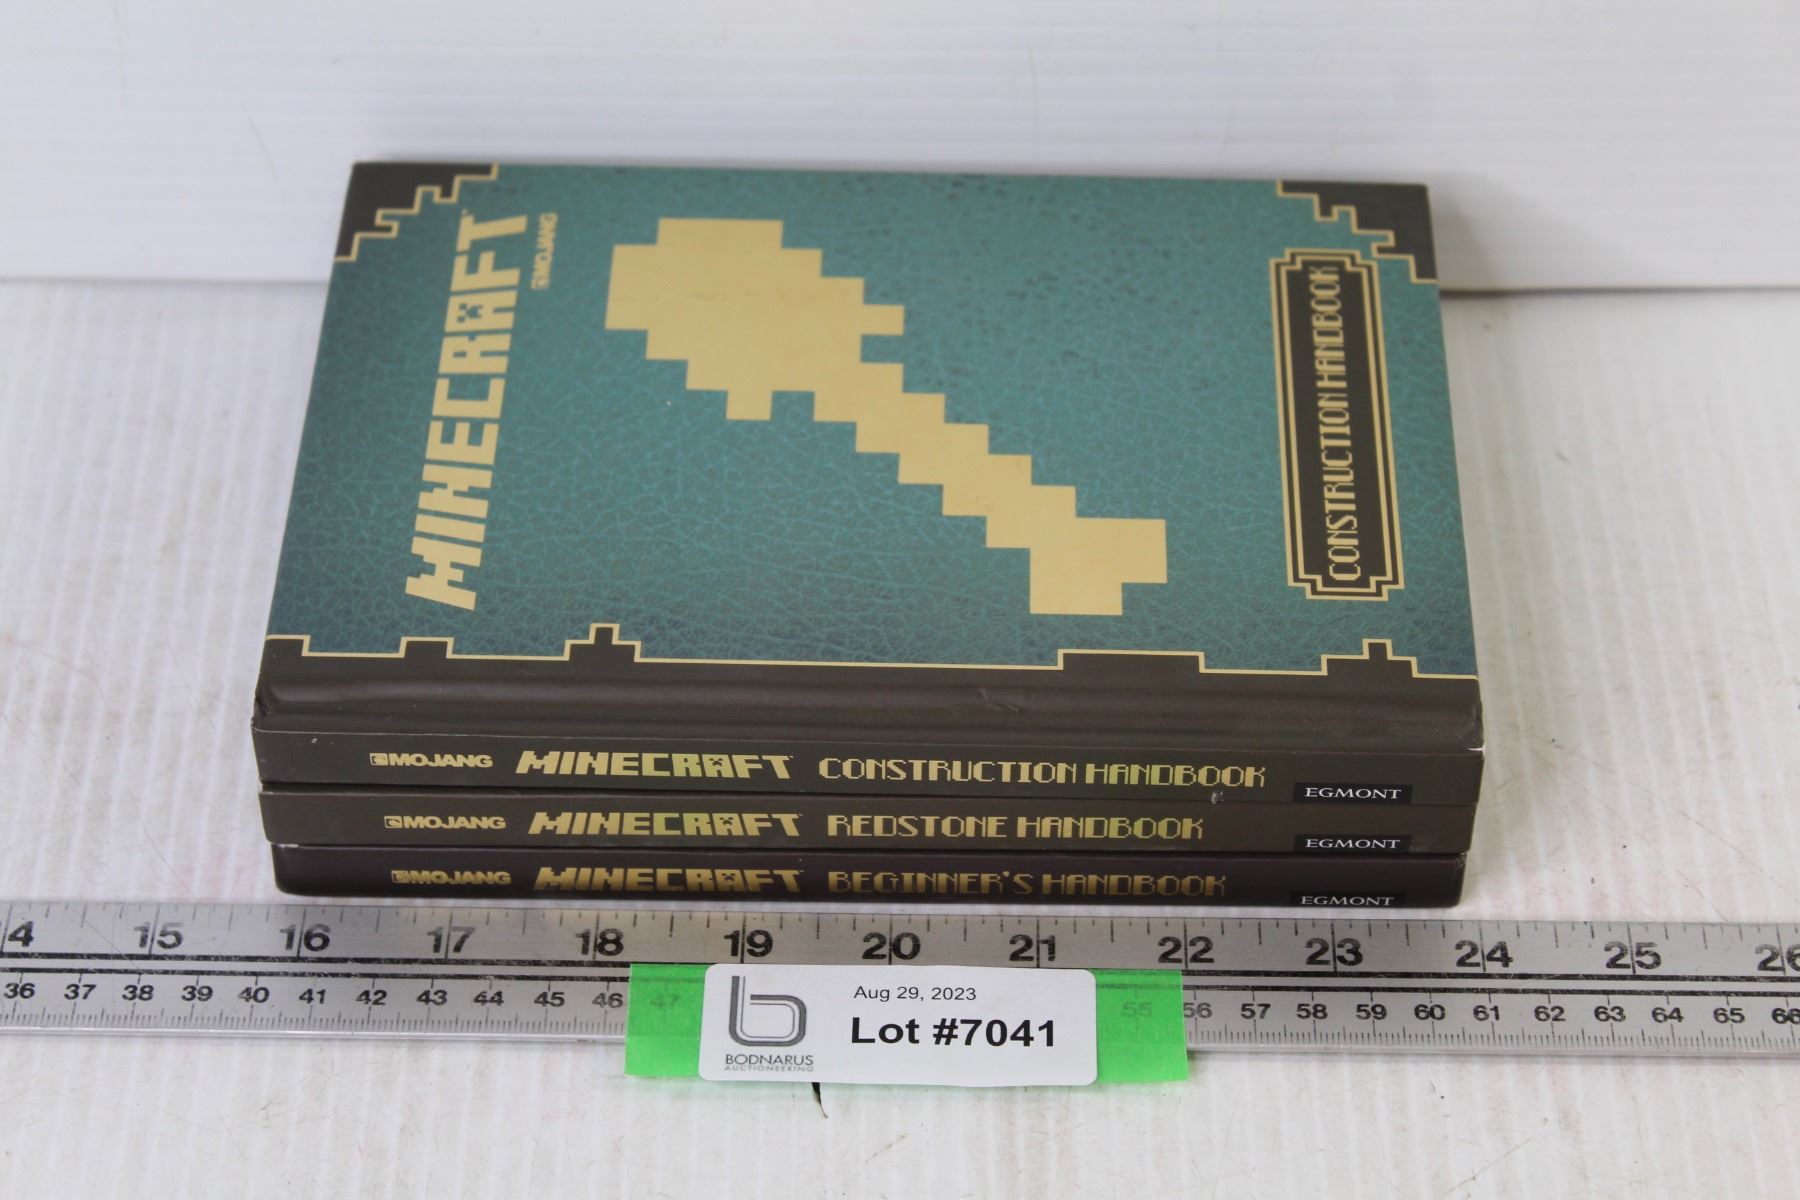 MINECRAFT
MOJANG
CONSTRUCTION HANDBOOK
MOJANG MINECRAFT CONSTRUCTION HANDBOOK EGMONT
MOJANG MINECRAFT REDSTONE HANDBOOK EGMONT
MOJANG MINECRAFT BEGINNER'S HANDBOOK EGMONT
4 15 16 17 18 19 20 21 22 23 24 25 26
36 37 38 39 40 41 42 43 44 45 46 47 55 56 57 58 59 60 61 62 63 64 65 66
Aug 29, 2023
Lot #7041
b
BODNARUS
AUCTIONEERING